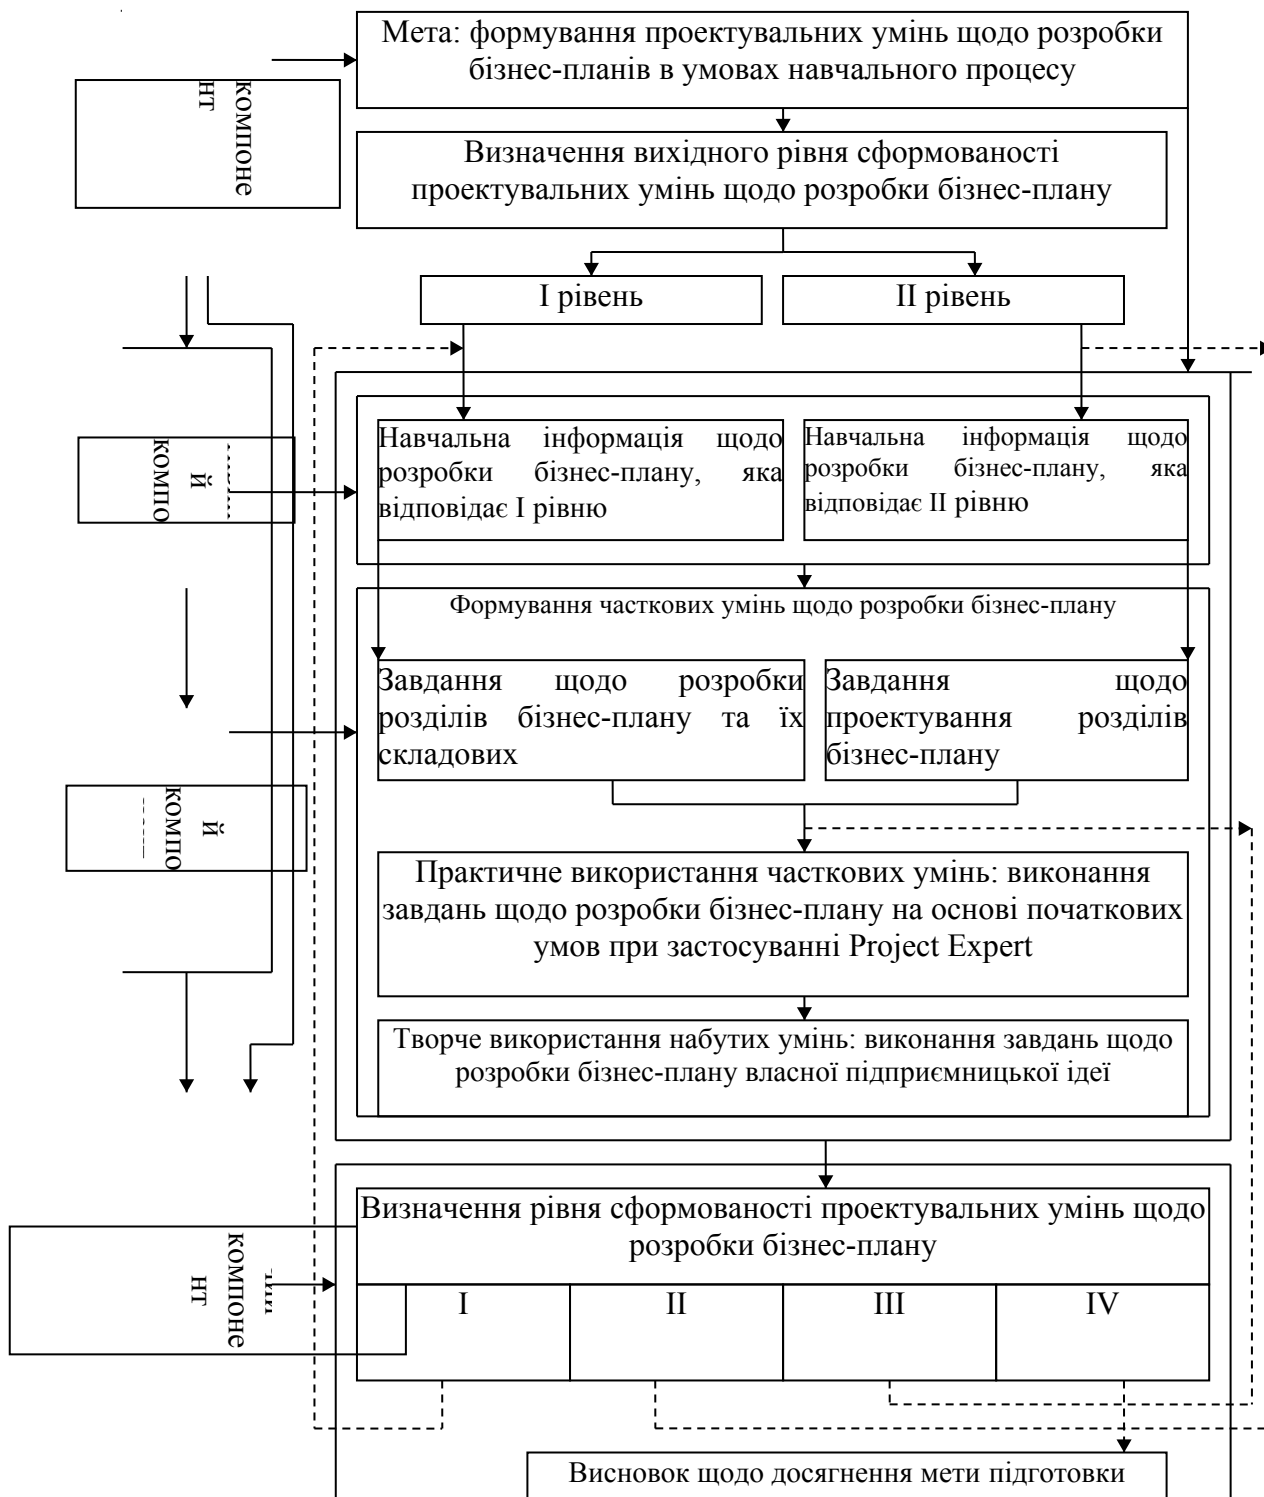 Мета: формування проектувальних умінь щодо розробки
бізнес-планів в умовах навчального процесу
компоне
нт
Визначення вихідного рівня сформованості
проектувальних умінь щодо розробки бізнес-плану
І рівень
ІІ рівень
й
компо
Навчальна інформація щодо
розробки бізнес-плану, яка
відповідає І рівню
Навчальна інформація щодо
розробки бізнес-плану, яка
відповідає ІІ рівню
Формування часткових умінь щодо розробки бізнес-плану
Завдання щодо розробки
розділів бізнес-плану та їх
складових
Завдання щодо
проектування розділів
бізнес-плану
й
компо
Практичне використання часткових умінь: виконання
завдань щодо розробки бізнес-плану на основі початкових
умов при застосуванні Project Expert
Творче використання набутих умінь: виконання завдань щодо
розробки бізнес-плану власної підприємницької ідеї
Визначення рівня сформованості проектувальних умінь щодо
розробки бізнес-плану
компоне
нт
І
ІІ
ІІІ
IV
Висновок щодо досягнення мети підготовки